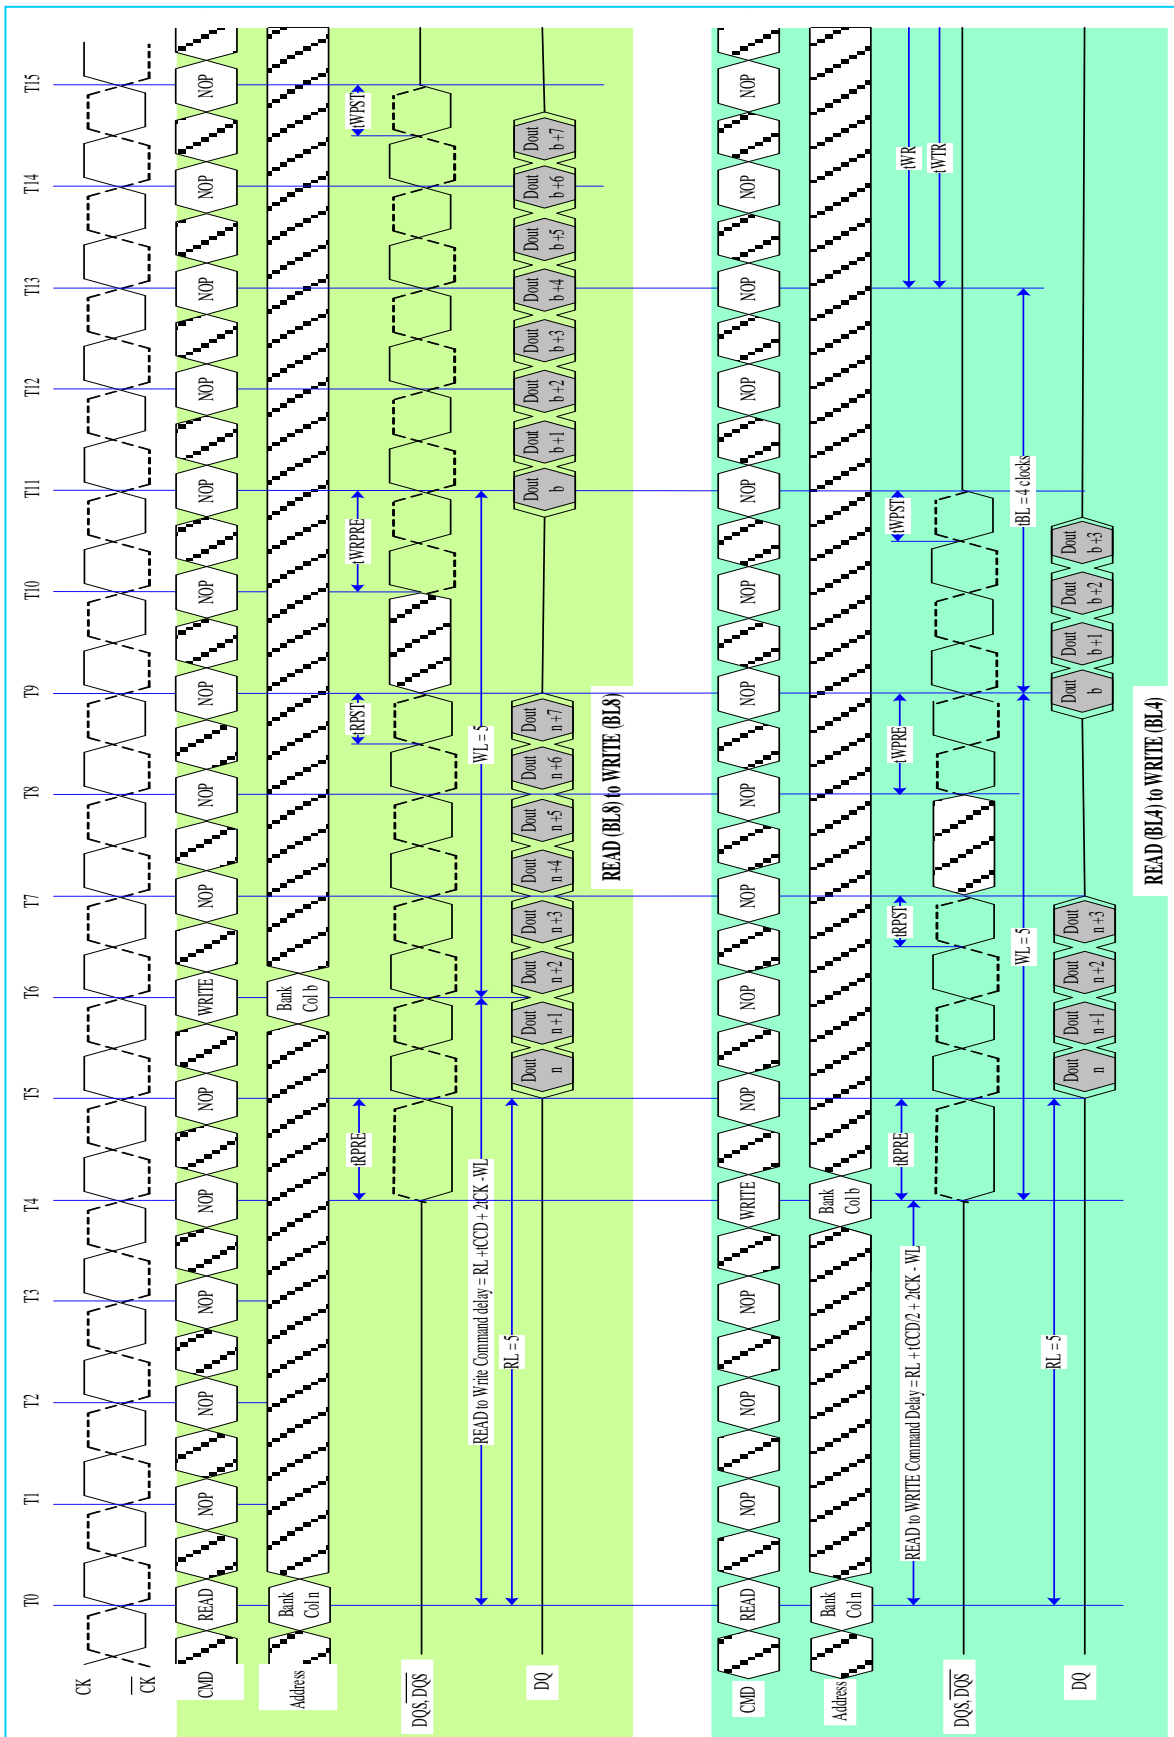 T0 T1 T2 T3 T4 T5 T6 T7 T8 T9 T10 T11 T12 T13 T14 T15
CK
CK
CMD READ NOP NOP NOP NOP NOP WRITE NOP NOP NOP NOP NOP NOP NOP NOP NOP
Address Bank Col n Bank Col b
tRPRE tRPST tWRPRE tWPST
DQS, DQS
READ to Write Command delay = RL +tCCD + 2tCK -WL WL = 5
RL = 5
DQ Dout n Dout n+1 Dout n+2 Dout n+3 Dout n+4 Dout n+5 Dout n+6 Dout n+7 Dout b Dout b+1 Dout b+2 Dout b+3 Dout b+4 Dout b+5 Dout b+6 Dout b+7
READ (BL8) to WRITE (BL8)
CMD READ NOP NOP NOP WRITE NOP NOP NOP NOP NOP NOP NOP NOP NOP NOP NOP
Address Bank Col n Bank Col b
READ to WRITE Command Delay = RL + tCCD/2 + 2tCK - WL tRPRE tRPST tWPRE tWPST tWR
tWTR
DQS, DQS
WL = 5 tBL = 4 clocks
RL = 5
DQ Dout n Dout n+1 Dout n+2 Dout n+3 Dout b Dout b+1 Dout b+2 Dout b+3
READ (BL4) to WRITE (BL4)